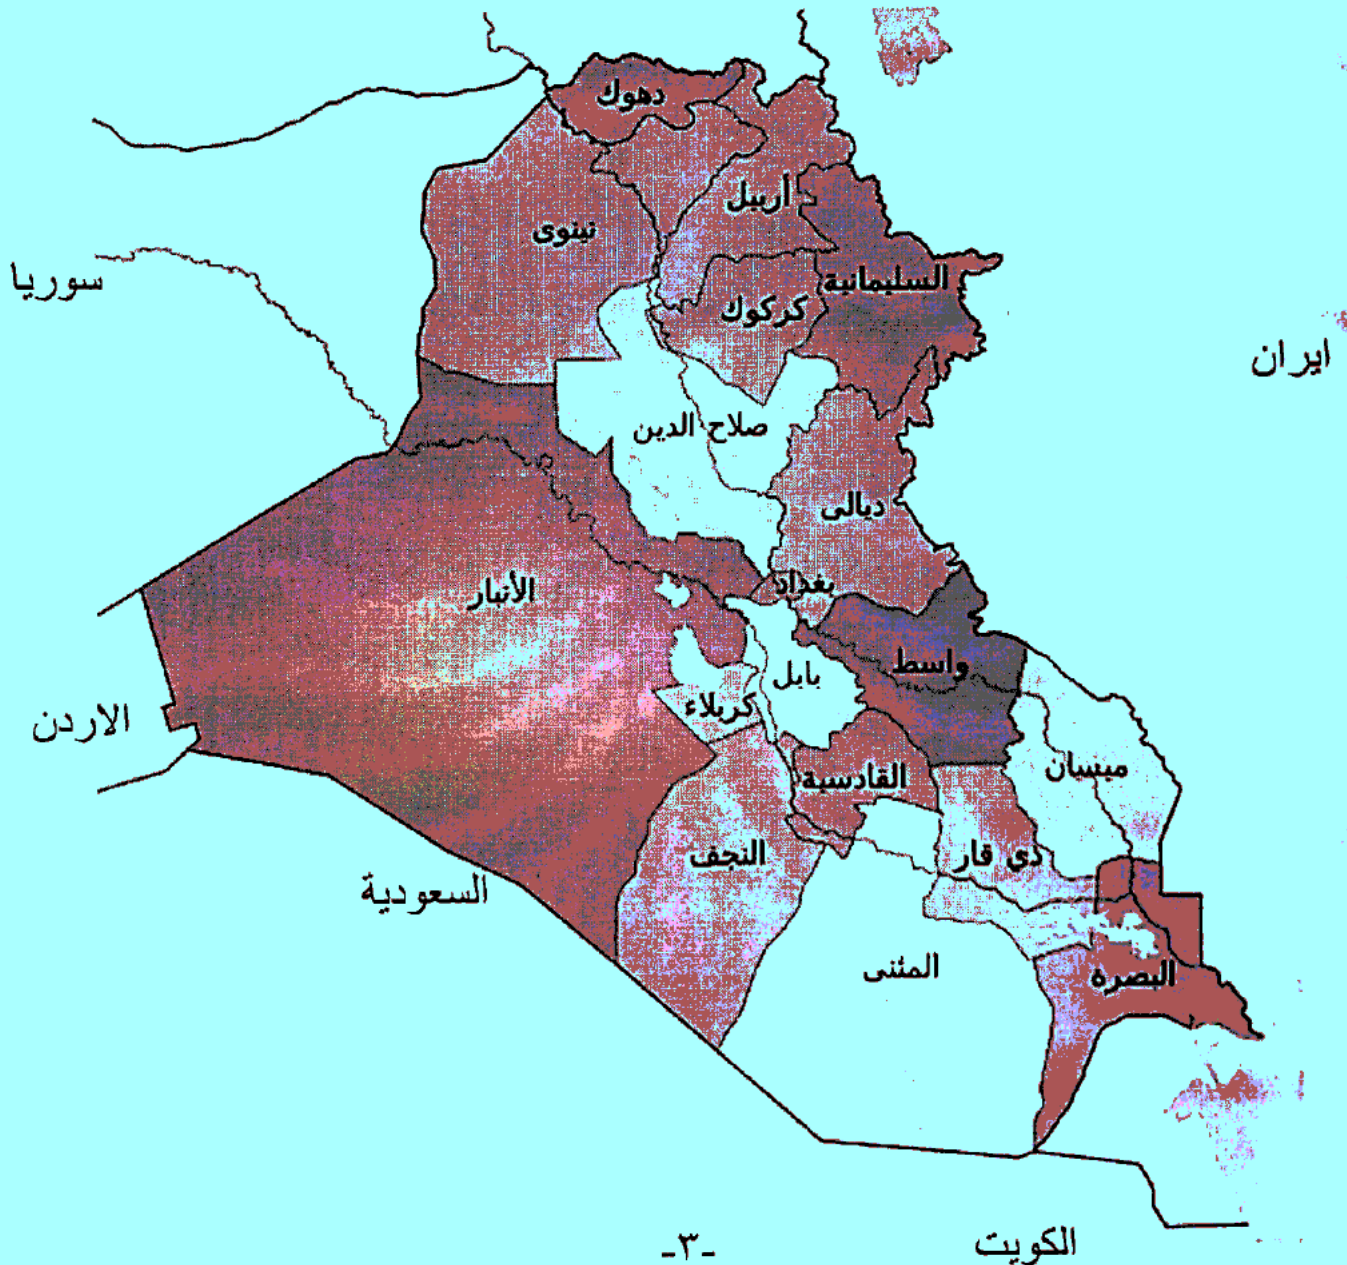 دهوك
أربيل
نينوى
السليمانية
سوريا
كركوك
ايران
صلاح الدين
ديالى
بغداد
الأنبار
واسط
بابل
كربلاء
الاردن
ميسان
القادسية
النجف
ذي قار
السعودية
المثنى
البصرة
الكويت
-٣-